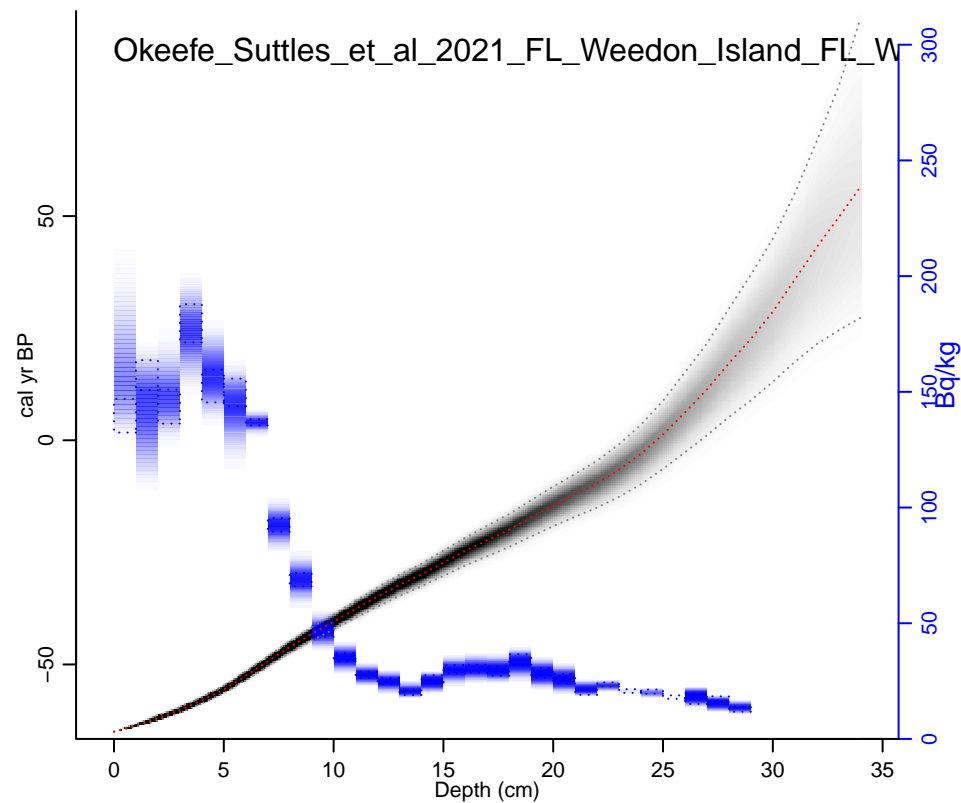 Okeefe_Suttles_et_al_2021_FL_Weedon_Island_FL_W
cal yr BP
50
0
−50
Bq/kg
300
250
200
150
100
50
0
0 5 10 15 20 25 30 35
Depth (cm)